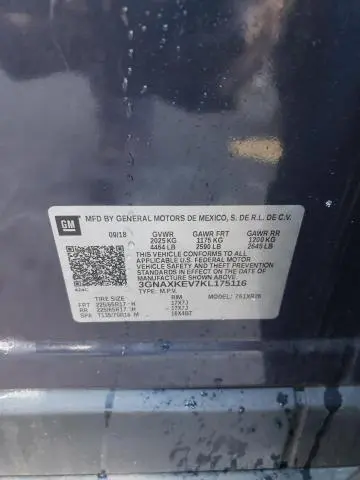 GM
MFD BY GENERAL MOTORS DE MEXICO, S. DE R.L. DE C.V.
09/18 GVWR GAWR FRT GAWR RR
2025 KG 1175 KG 1200 KG
4464 LB 2590 LB 2645 LB
THIS VEHICLE CONFORMS TO ALL
APPLICABLE U.S. FEDERAL MOTOR
VEHICLE SAFETY AND THEFT PREVENTION
STANDARDS IN EFFECT ON THE DATE OF
MANUFACTURE SHOWN ABOVE.
3GNAXKEV7KL175116
TYPE: M.P.V. MODEL:
TIRE SIZE RIM
FRT 225/65R17 H 17X7J
RR 225/65R17 H 17X7J
SPA T135/70R16 M 16X4BT